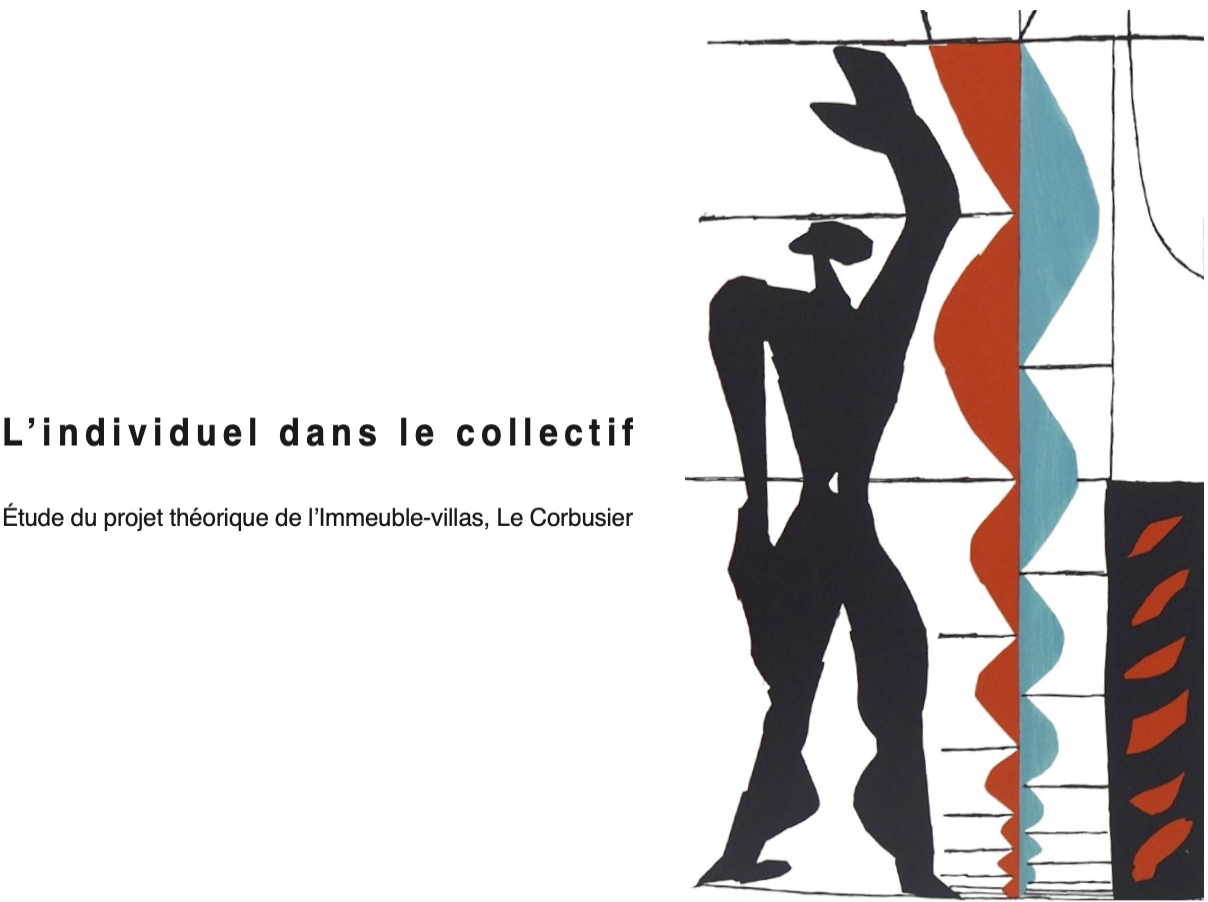 L’individuel dans le collectif
Étude du projet théorique de l’Immeuble-villas, Le Corbusier